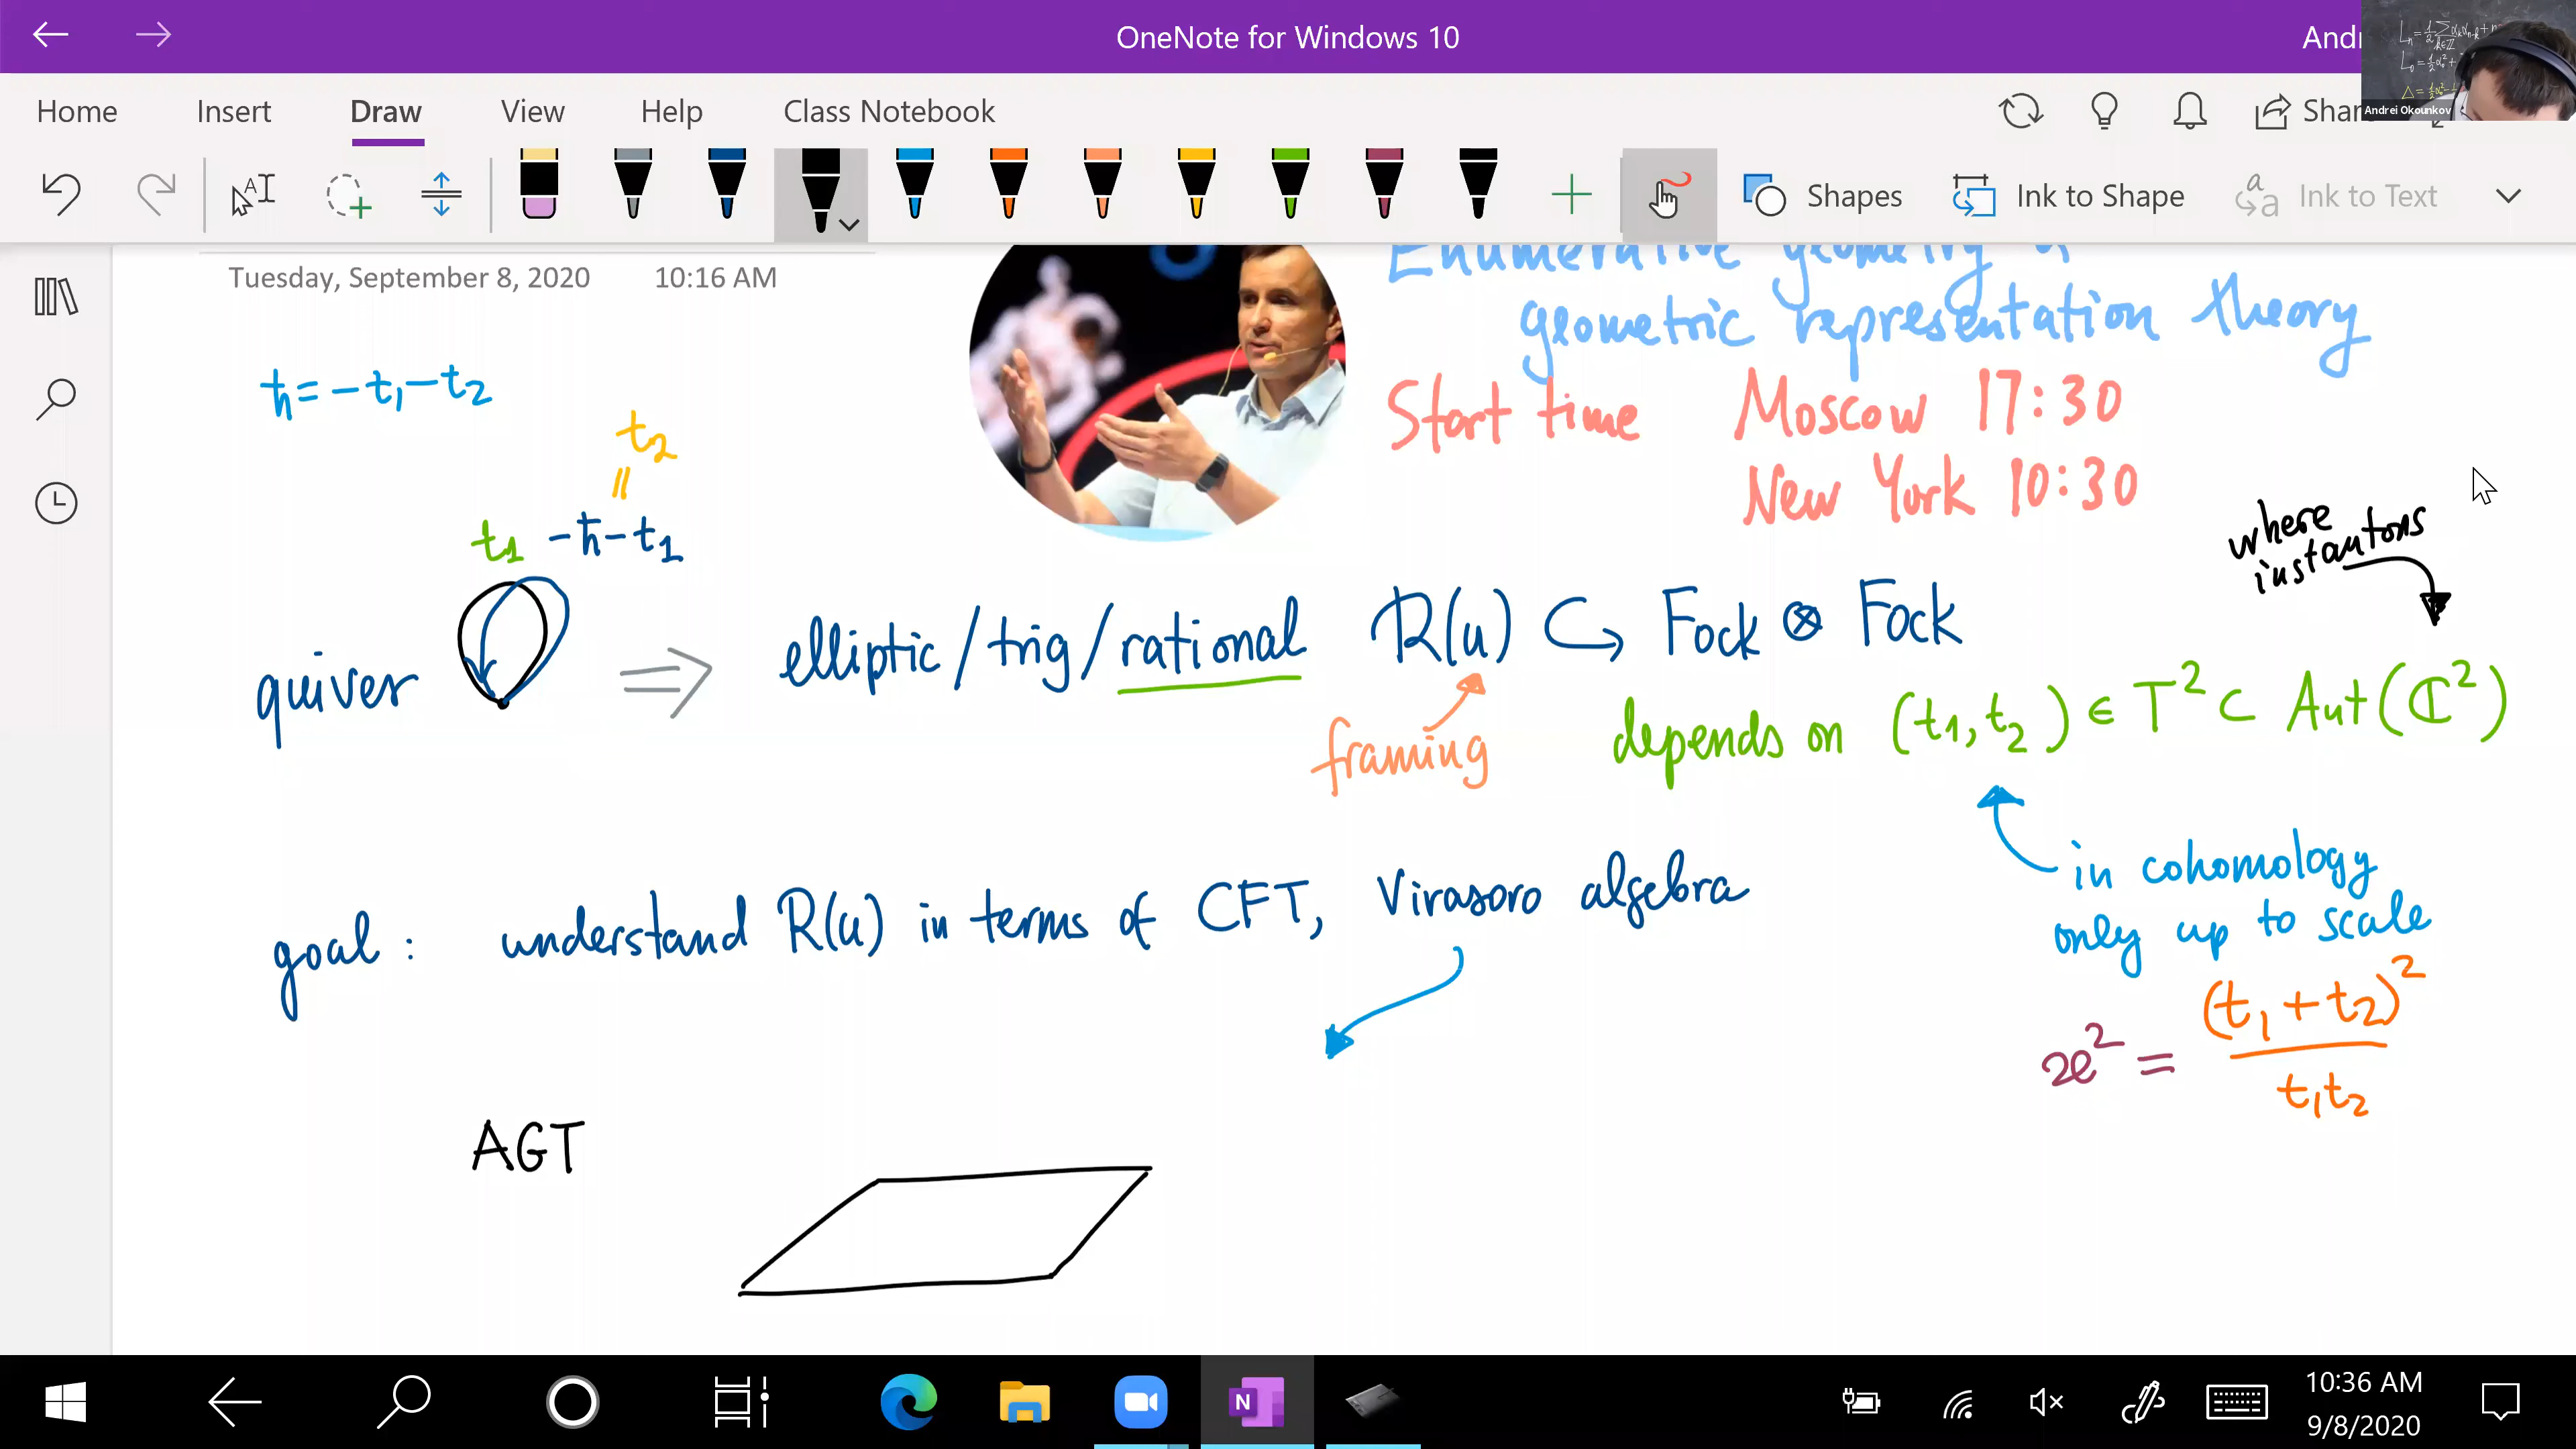 OneNote for Windows 10
Home Insert Draw View Help Class Notebook
Andrei Okounkov
Shapes Ink to Shape Ink to Text
Tuesday, September 8, 2020 10:16 AM
Enumerative geometry
geometric representation theory
Start time Moscow 17:30
New York 10:30
ħ = -t₁-t₂
t₂
||
t₁ -ħ-t₁
where
instantons
quiver ⇒ elliptic/trig/rational R(u) ↪ Fock ⊗ Fock
framing
depends on (t₁,t₂) ∈ T² ⊂ Aut(ℂ²)
in cohomology
only up to scale
æ² = (t₁+t₂)² / t₁t₂
goal: understand R(u) in terms of CFT, Virasoro algebra
AGT
10:36 AM
9/8/2020